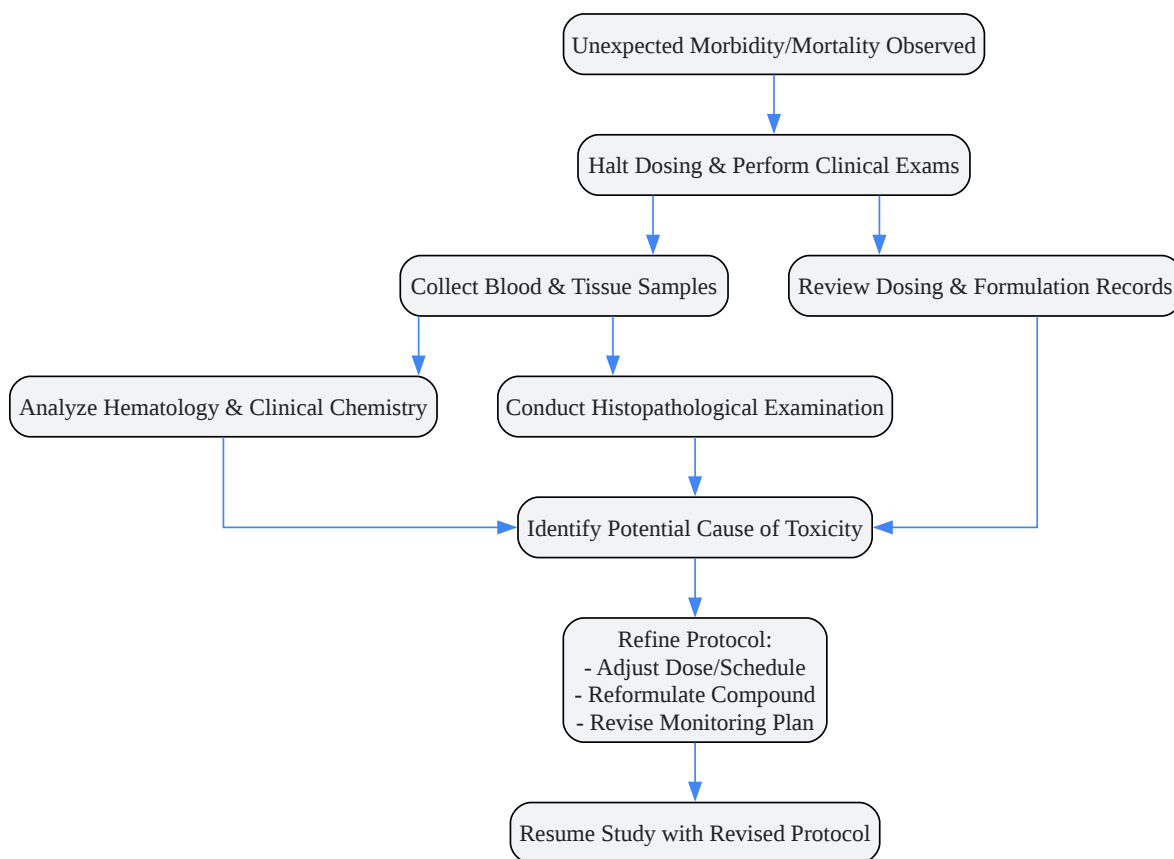 Unexpected Morbidity/Mortality Observed
Halt Dosing & Perform Clinical Exams
Collect Blood & Tissue Samples
Review Dosing & Formulation Records
Analyze Hematology & Clinical Chemistry
Conduct Histopathological Examination
Identify Potential Cause of Toxicity
Refine Protocol:
- Adjust Dose/Schedule
- Reformulate Compound
- Revise Monitoring Plan
Resume Study with Revised Protocol